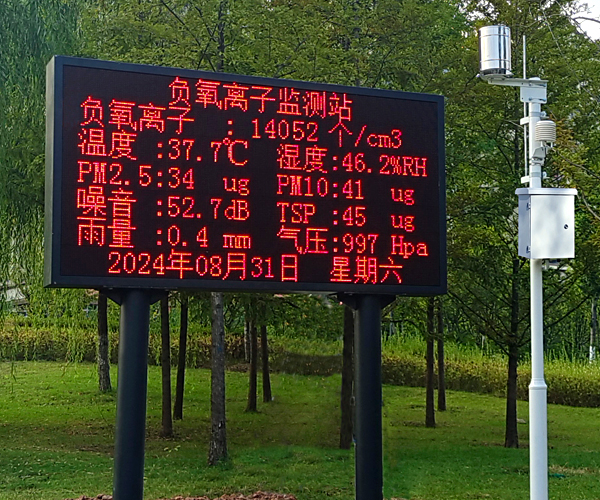 负氧离子监测站
负氧离子 : 14052 个/cm3
温度 :37.7℃ 湿度:46.2%RH
PM2.5:34 ug PM10:41 ug
噪音 :52.7dB TSP :45 ug
雨量 :0.4 mm 气压:997 Hpa
2024年08月31日 星期六